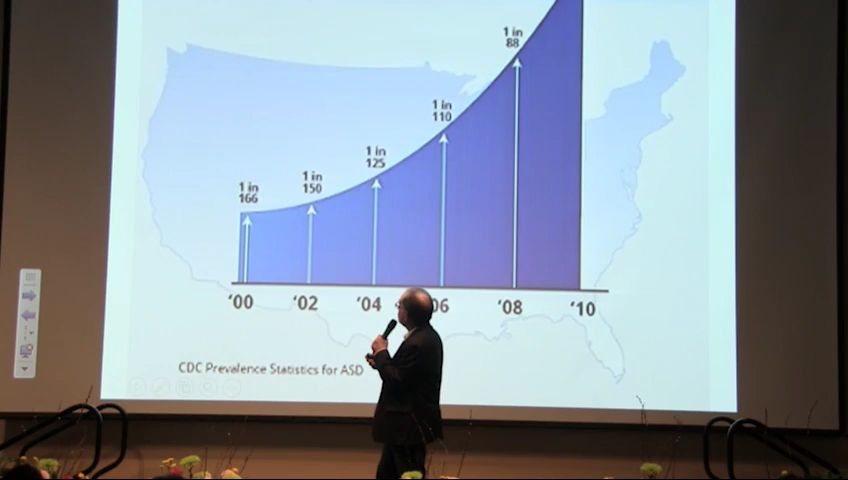 1 in
88
1 in
110
1 in
125
1 in
150
1 in
166
'00
'02
'04
06
'08
'10
CDC Prevalence Statistics for ASD